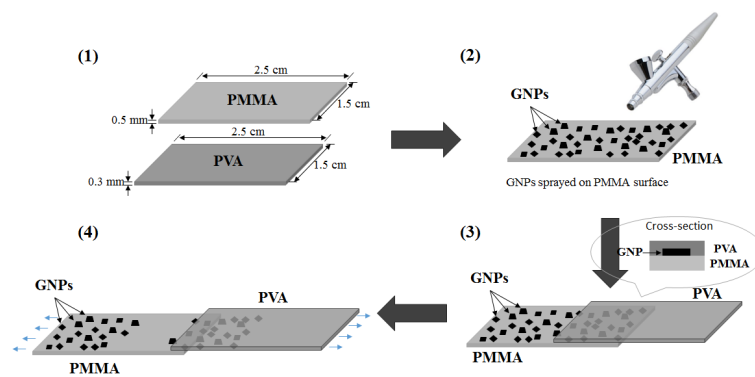 (1)
2.5 cm
PMMA
1.5 cm
0.5 mm
2.5 cm
PVA
1.5 cm
0.3 mm
(2)
GNPs
PMMA
GNPs sprayed on PMMA surface
(3)
Cross-section
GNP
PVA
PMMA
GNPs
PVA
PMMA
(4)
GNPs
PVA
PMMA